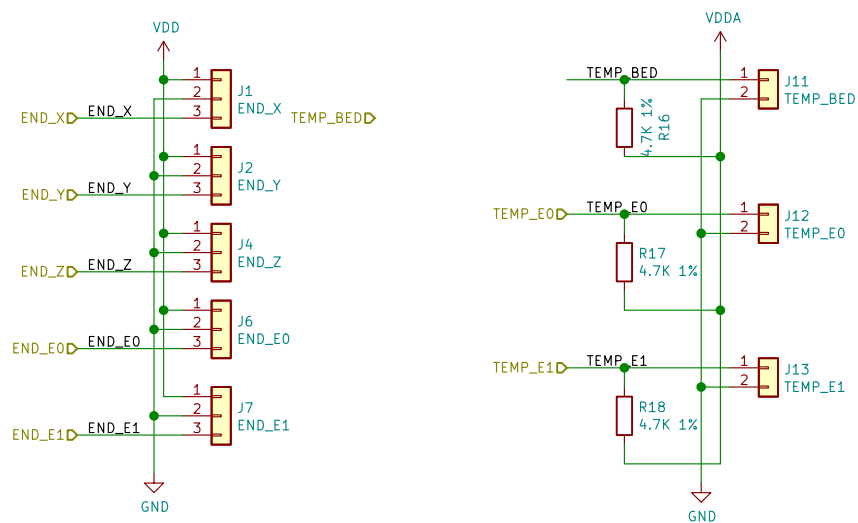 VDD
1
2
3
J1
END_X
END_X
END_X
TEMP_BED
1
2
3
J2
END_Y
END_Y
END_Y
1
2
3
J4
END_Z
END_Z
END_Z
1
2
3
J6
END_E0
END_E0
END_E0
1
2
3
J7
END_E1
END_E1
END_E1
GND
VDDA
TEMP_BED
1
2
J11
TEMP_BED
4.7K 1%
R16
TEMP_E0
TEMP_E0
1
2
J12
TEMP_E0
R17
4.7K 1%
TEMP_E1
TEMP_E1
1
2
J13
TEMP_E1
R18
4.7K 1%
GND